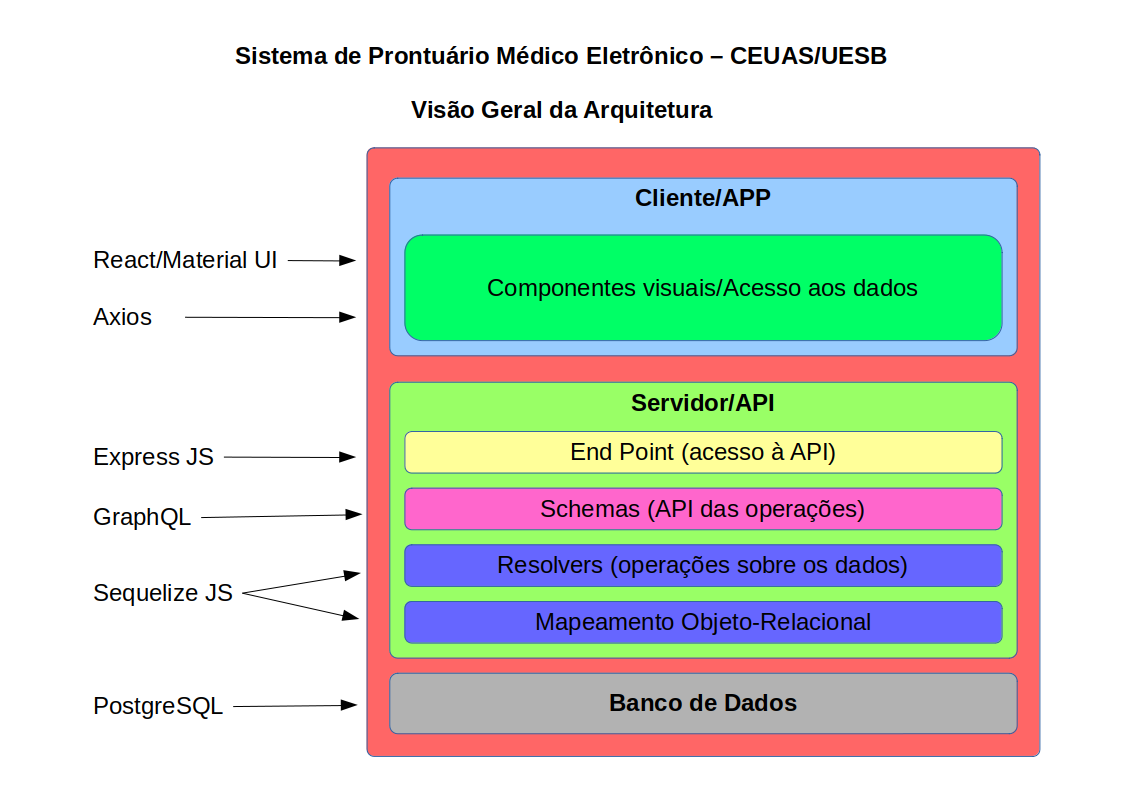 Sistema de Prontuário Médico Eletrônico – CEUAS/UESB
Visão Geral da Arquitetura
Cliente/APP
React/Material UI
Componentes visuais/Acesso aos dados
Axios
Servidor/API
Express JS
End Point (acesso à API)
GraphQL
Schemas (API das operações)
Resolvers (operações sobre os dados)
Sequelize JS
Mapeamento Objeto-Relacional
PostgreSQL
Banco de Dados